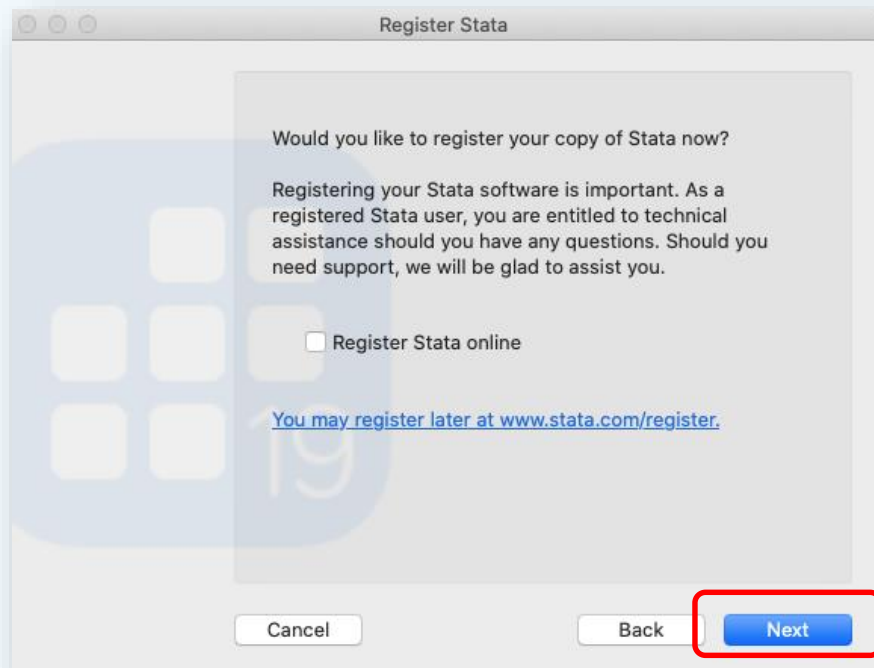 Register Stata
Would you like to register your copy of Stata now?
Registering your Stata software is important. As a
registered Stata user, you are entitled to technical
assistance should you have any questions. Should you
need support, we will be glad to assist you.
Register Stata online
You may register later at www.stata.com/register.
19
Cancel
Back
Next